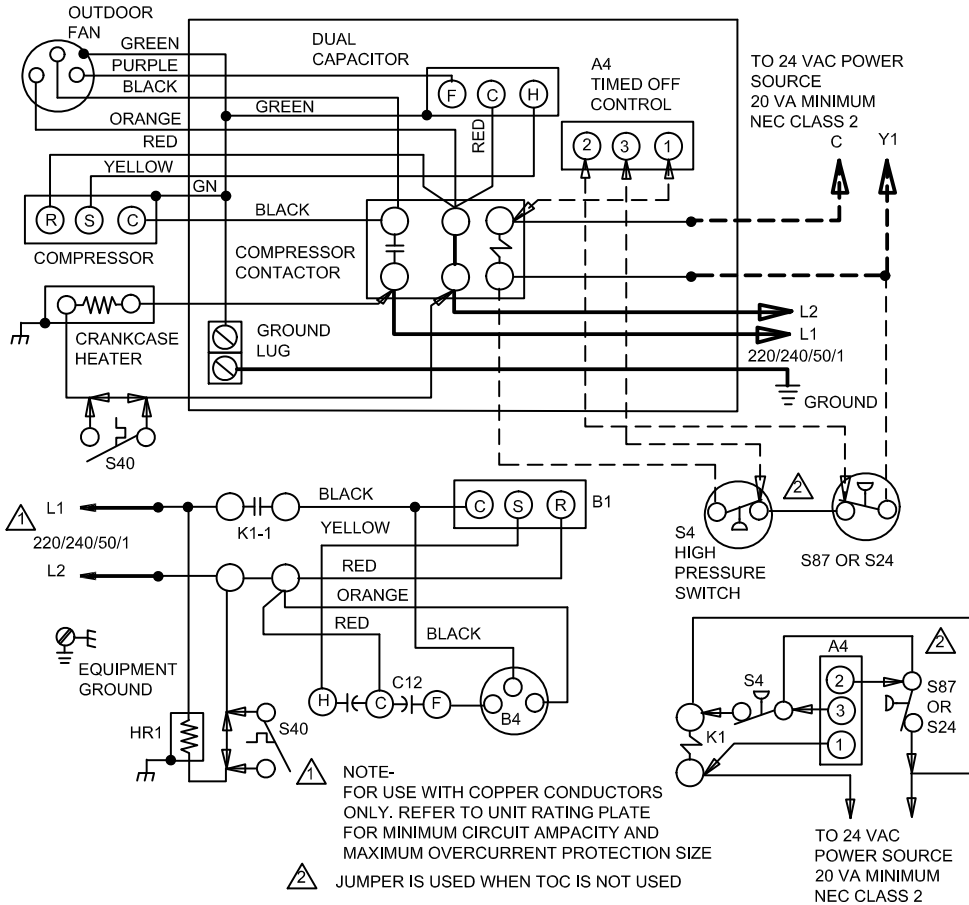 OUTDOOR
FAN
GREEN
PURPLE
BLACK
GREEN
ORANGE
RED
YELLOW
GN
DUAL
CAPACITOR
F
C
H
RED
A4
TIMED OFF
CONTROL
2
3
1
TO 24 VAC POWER
SOURCE
20 VA MINIMUM
NEC CLASS 2
C
Y1
R
S
C
BLACK
COMPRESSOR
COMPRESSOR
CONTACTOR
CRANKCASE
HEATER
GROUND
LUG
L2
L1
220/240/50/1
GROUND
S40
1
L1
220/240/50/1
L2
K1-1
BLACK
C
S
R
B1
YELLOW
RED
ORANGE
RED
BLACK
EQUIPMENT
GROUND
H
C
C12
F
B4
HR1
S40
S4
HIGH
PRESSURE
SWITCH
2
S87 OR S24
2
A4
S4
2
3
1
K1
S87
OR
S24
TO 24 VAC
POWER SOURCE
20 VA MINIMUM
NEC CLASS 2
1
NOTE-
FOR USE WITH COPPER CONDUCTORS
ONLY. REFER TO UNIT RATING PLATE
FOR MINIMUM CIRCUIT AMPACITY AND
MAXIMUM OVERCURRENT PROTECTION SIZE
2
JUMPER IS USED WHEN TOC IS NOT USED